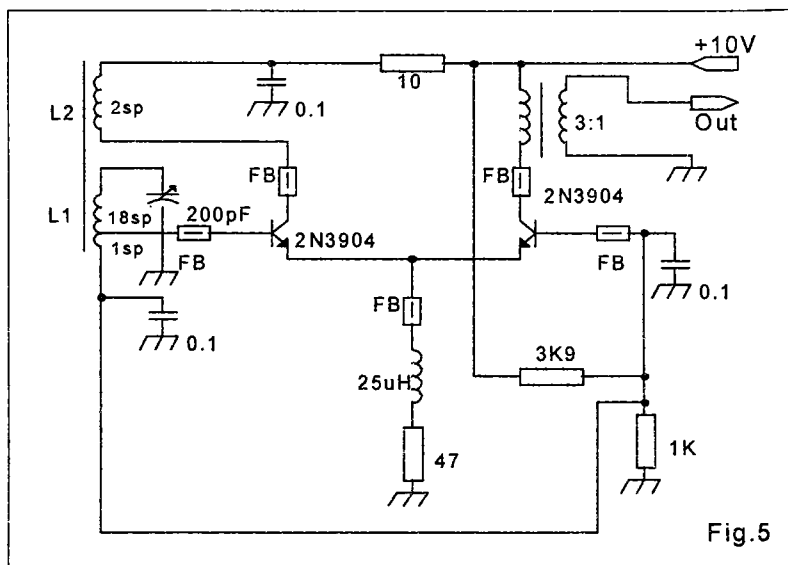 +10V
10
0.1
L2
2sp
3:1
Out
FB
FB
2N3904
L1
18sp
200pF
1sp
FB
2N3904
FB
0.1
0.1
FB
3K9
25uH
47
1K
Fig.5